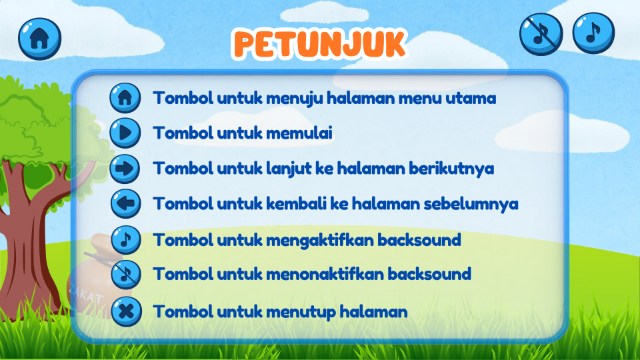 PETUNJUK
Tombol untuk menuju halaman menu utama
Tombol untuk memulai
Tombol untuk lanjut ke halaman berikutnya
Tombol untuk kembali ke halaman sebelumnya
Tombol untuk mengaktifkan backsound
Tombol untuk menonaktifkan backsound
ZAKAT
Tombol untuk menutup halaman